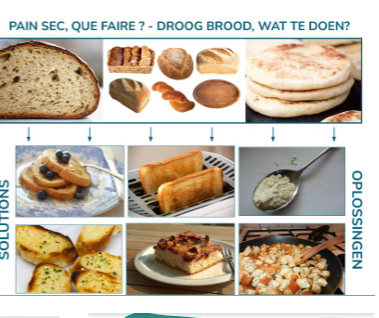 PAIN SEC, QUE FAIRE ? - DROOG BROOD, WAT TE DOEN?
SOLUTIONS
OPLOSSINGEN